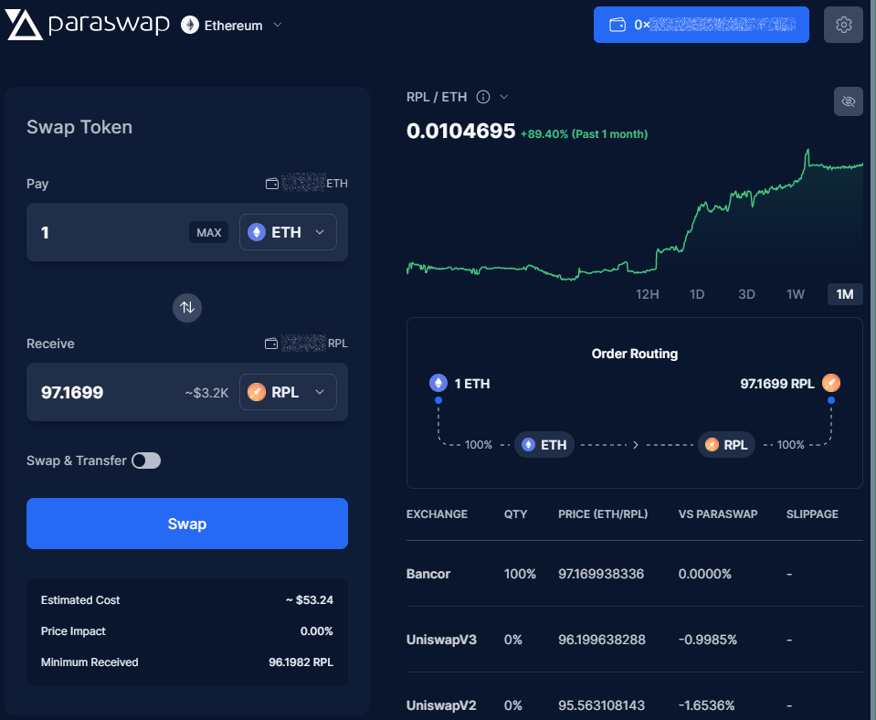 paraswap
Ethereum
0x
Swap Token
Pay
ETH
1
MAX
ETH
Receive
RPL
97.1699
~$3.2K
RPL
Swap & Transfer
Swap
Estimated Cost
~ $53.24
Price Impact
0.00%
Minimum Received
96.1982 RPL
RPL / ETH
0.0104695 +89.40% (Past 1 month)
12H 1D 3D 1W 1M
Order Routing
1 ETH
97.1699 RPL
100% ETH RPL 100%
EXCHANGE QTY PRICE (ETH/RPL) VS PARASWAP SLIPPAGE
Bancor 100% 97.169938336 0.0000% -
UniswapV3 0% 96.199638288 -0.9985% -
UniswapV2 0% 95.563108143 -1.6536% -